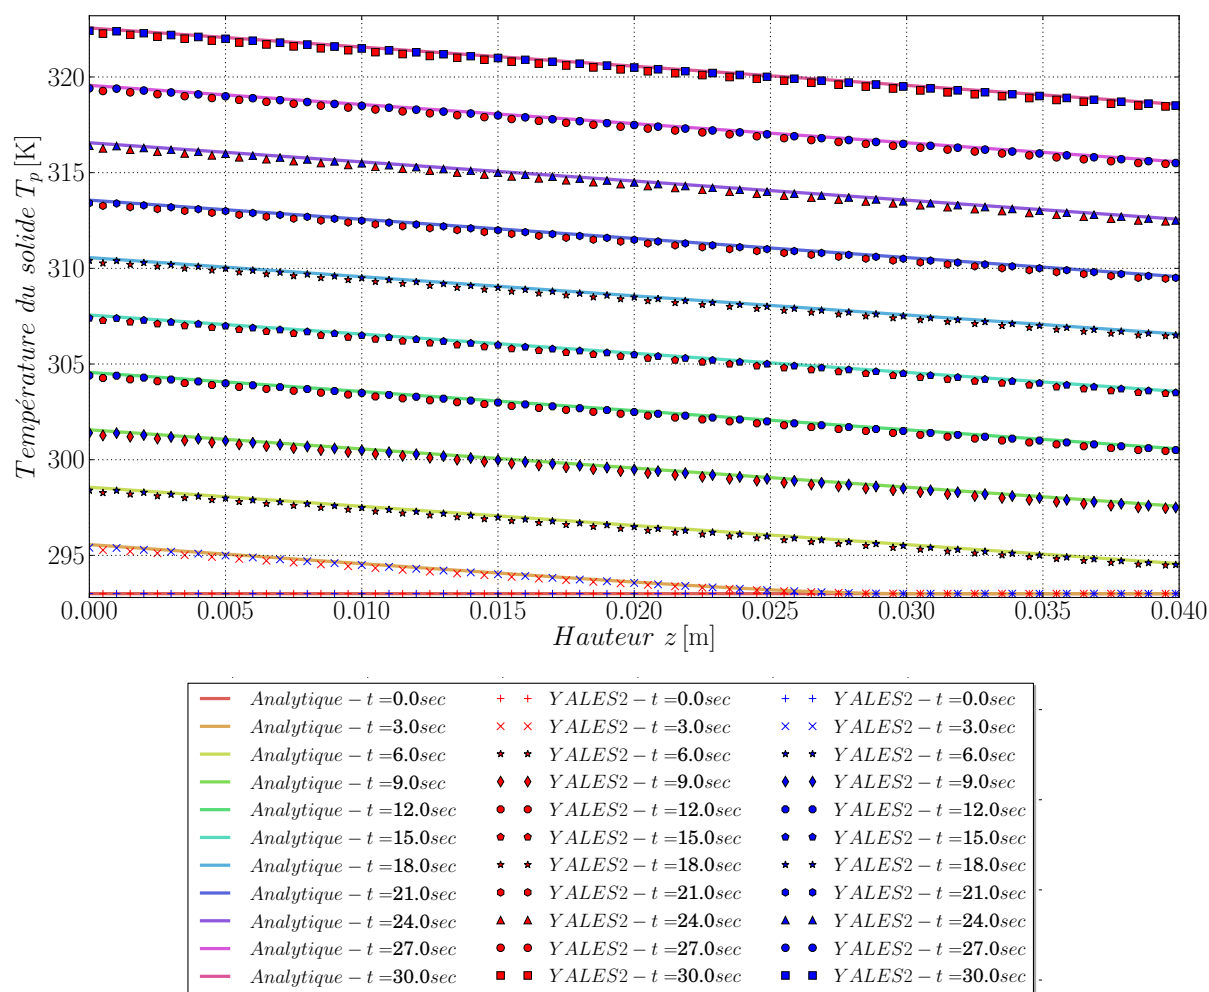 320
315
310
305
300
295
Température du solide T_p [K]
0.000 0.005 0.010 0.015 0.020 0.025 0.030 0.035 0.040
Hauteur z [m]
Analytique − t =0.0sec YALES2 − t =0.0sec YALES2 − t =0.0sec
Analytique − t =3.0sec YALES2 − t =3.0sec YALES2 − t =3.0sec
Analytique − t =6.0sec YALES2 − t =6.0sec YALES2 − t =6.0sec
Analytique − t =9.0sec YALES2 − t =9.0sec YALES2 − t =9.0sec
Analytique − t =12.0sec YALES2 − t =12.0sec YALES2 − t =12.0sec
Analytique − t =15.0sec YALES2 − t =15.0sec YALES2 − t =15.0sec
Analytique − t =18.0sec YALES2 − t =18.0sec YALES2 − t =18.0sec
Analytique − t =21.0sec YALES2 − t =21.0sec YALES2 − t =21.0sec
Analytique − t =24.0sec YALES2 − t =24.0sec YALES2 − t =24.0sec
Analytique − t =27.0sec YALES2 − t =27.0sec YALES2 − t =27.0sec
Analytique − t =30.0sec YALES2 − t =30.0sec YALES2 − t =30.0sec